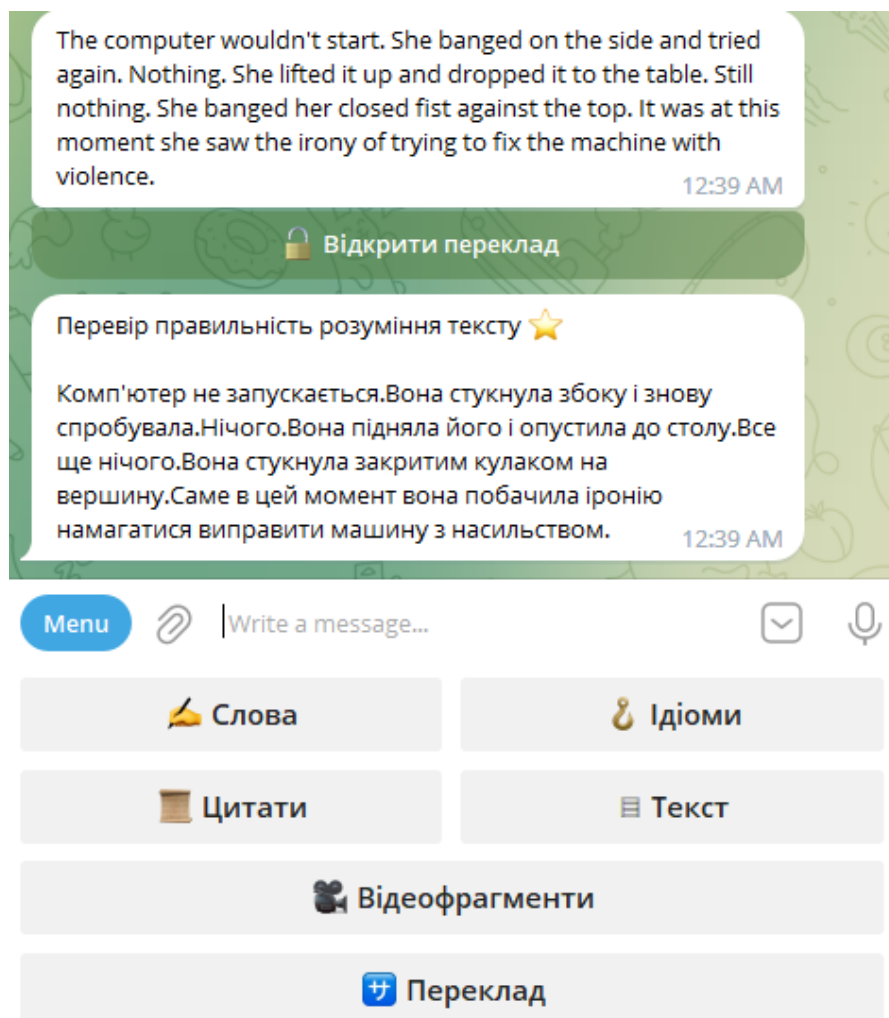 The computer wouldn't start. She banged on the side and tried
again. Nothing. She lifted it up and dropped it to the table. Still
nothing. She banged her closed fist against the top. It was at this
moment she saw the irony of trying to fix the machine with
violence.
12:39 AM
🔒 Відкрити переклад
Перевір правильність розуміння тексту ⭐
Комп'ютер не запускається.Вона стукнула збоку і знову
спробувала.Нічого.Вона підняла його і опустила до столу.Все
ще нічого.Вона стукнула закритим кулаком на
вершину.Саме в цей момент вона побачила іронію
намагатися виправити машину з насильством.
12:39 AM
Menu
Write a message...
✍ Слова
🪝 Ідіоми
📜 Цитати
Текст
🎥 Відеофрагменти
🈂 Переклад